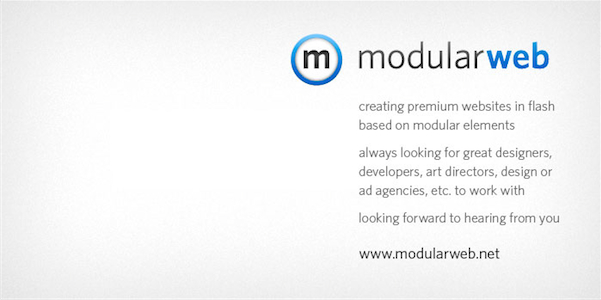 m modularweb
creating premium websites in flash
based on modular elements
always looking for great designers,
developers, art directors, design or
ad agencies, etc. to work with
looking forward to hearing from you
www.modularweb.net